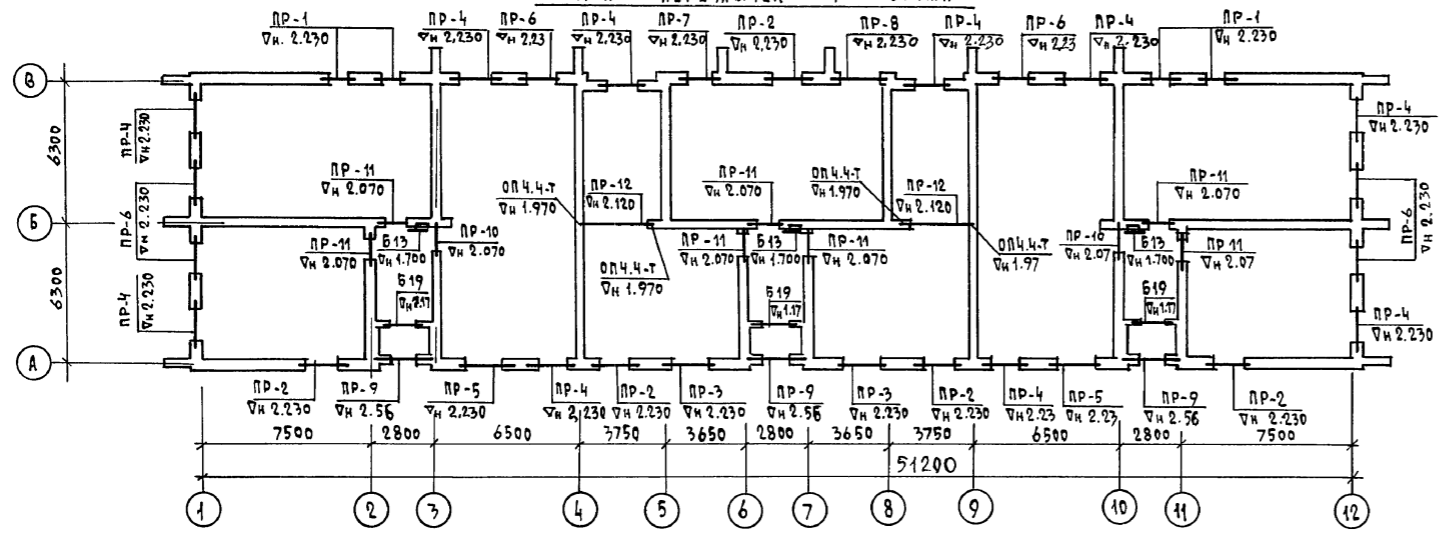 ПР-1 ПР-4 ПР-6 ПР-4 ПР-7 ПР-2 ПР-8 ПР-4 ПР-6 ПР-4 ПР-1
∇н. 2.230 ∇н 2,230 ∇н 2,23 ∇н 2,230 ∇н 2,230 ∇н 2,230 ∇н 2,230 ∇н 2.230 ∇н 2,23 ∇н 2.230 ∇н 2.230
В
ПР-4
∇н 2.230
ПР-4
∇н 2.230
6300
ПР-11
∇н 2.070
ОП 4.4-Т
∇н 1.970
ПР-12
∇н 2.120
ПР-11
∇н 2.070
ОП 4.4-Т
∇н 1.970
ПР-12
∇н 2.120
ПР-11
∇н 2.070
ПР-6
∇н 2.230
ПР-6
∇н 2.230
Б
ПР-11
∇н 2.070
Б13
∇н 1.700
ПР-10
∇н 2.070
ОП 4.4-Т
∇н 1.970
ПР-11
∇н 2.070
Б13
∇н 1.700
ПР-11
∇н 2.070
ОП 4.4-Т
∇н 1.97
ПР-10
∇н 2.07
Б13
∇н 1.700
ПР 11
∇н 2.07
6300
Б19
Б19
∇н 1.17
Б19
∇н 1.17
ПР-4
∇н 2.230
ПР-4
∇н 2.230
А
ПР-2 ПР-9 ПР-5 ПР-4 ПР-2 ПР-3 ПР-9 ПР-3 ПР-2 ПР-4 ПР-5 ПР-9 ПР-2
∇н 2.230 ∇н 2.56 ∇н 2,230 ∇н 2,230 ∇н 2.230 ∇н 2.230 ∇н 2.56 ∇н 2.230 ∇н 2.230 ∇н 2.23 ∇н 2.23 ∇н 2.56 ∇н 2.230
7500 2800 6500 3750 3650 2800 3650 3750 6500 2800 7500
51200
1 2 3 4 5 6 7 8 9 10 11 12